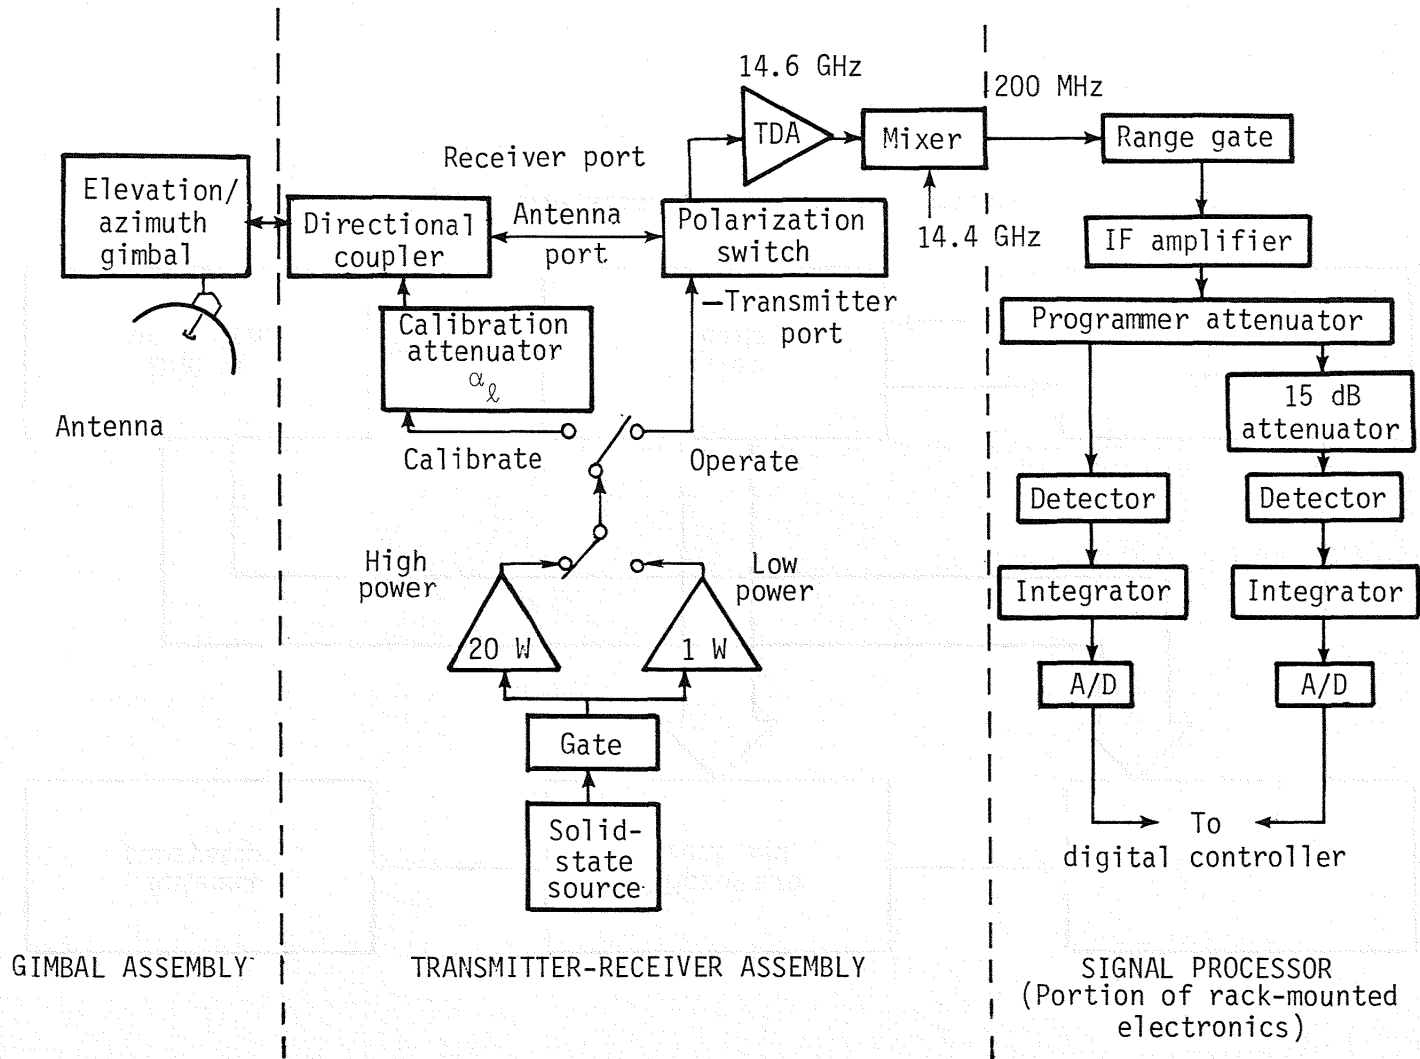 14.6 GHz
200 MHz
TDA
Mixer
Range gate
Receiver port
Elevation/
azimuth
gimbal
Directional
coupler
Antenna
port
Polarization
switch
14.4 GHz
IF amplifier
Transmitter
port
Programmer attenuator
Calibration
attenuator
αℓ
15 dB
attenuator
Antenna
Calibrate
Operate
Detector
Detector
High
power
Low
power
Integrator
Integrator
20 W
1 W
A/D
A/D
Gate
Solid-
state
source
To
digital controller
GIMBAL ASSEMBLY
TRANSMITTER-RECEIVER ASSEMBLY
SIGNAL PROCESSOR
(Portion of rack-mounted
electronics)